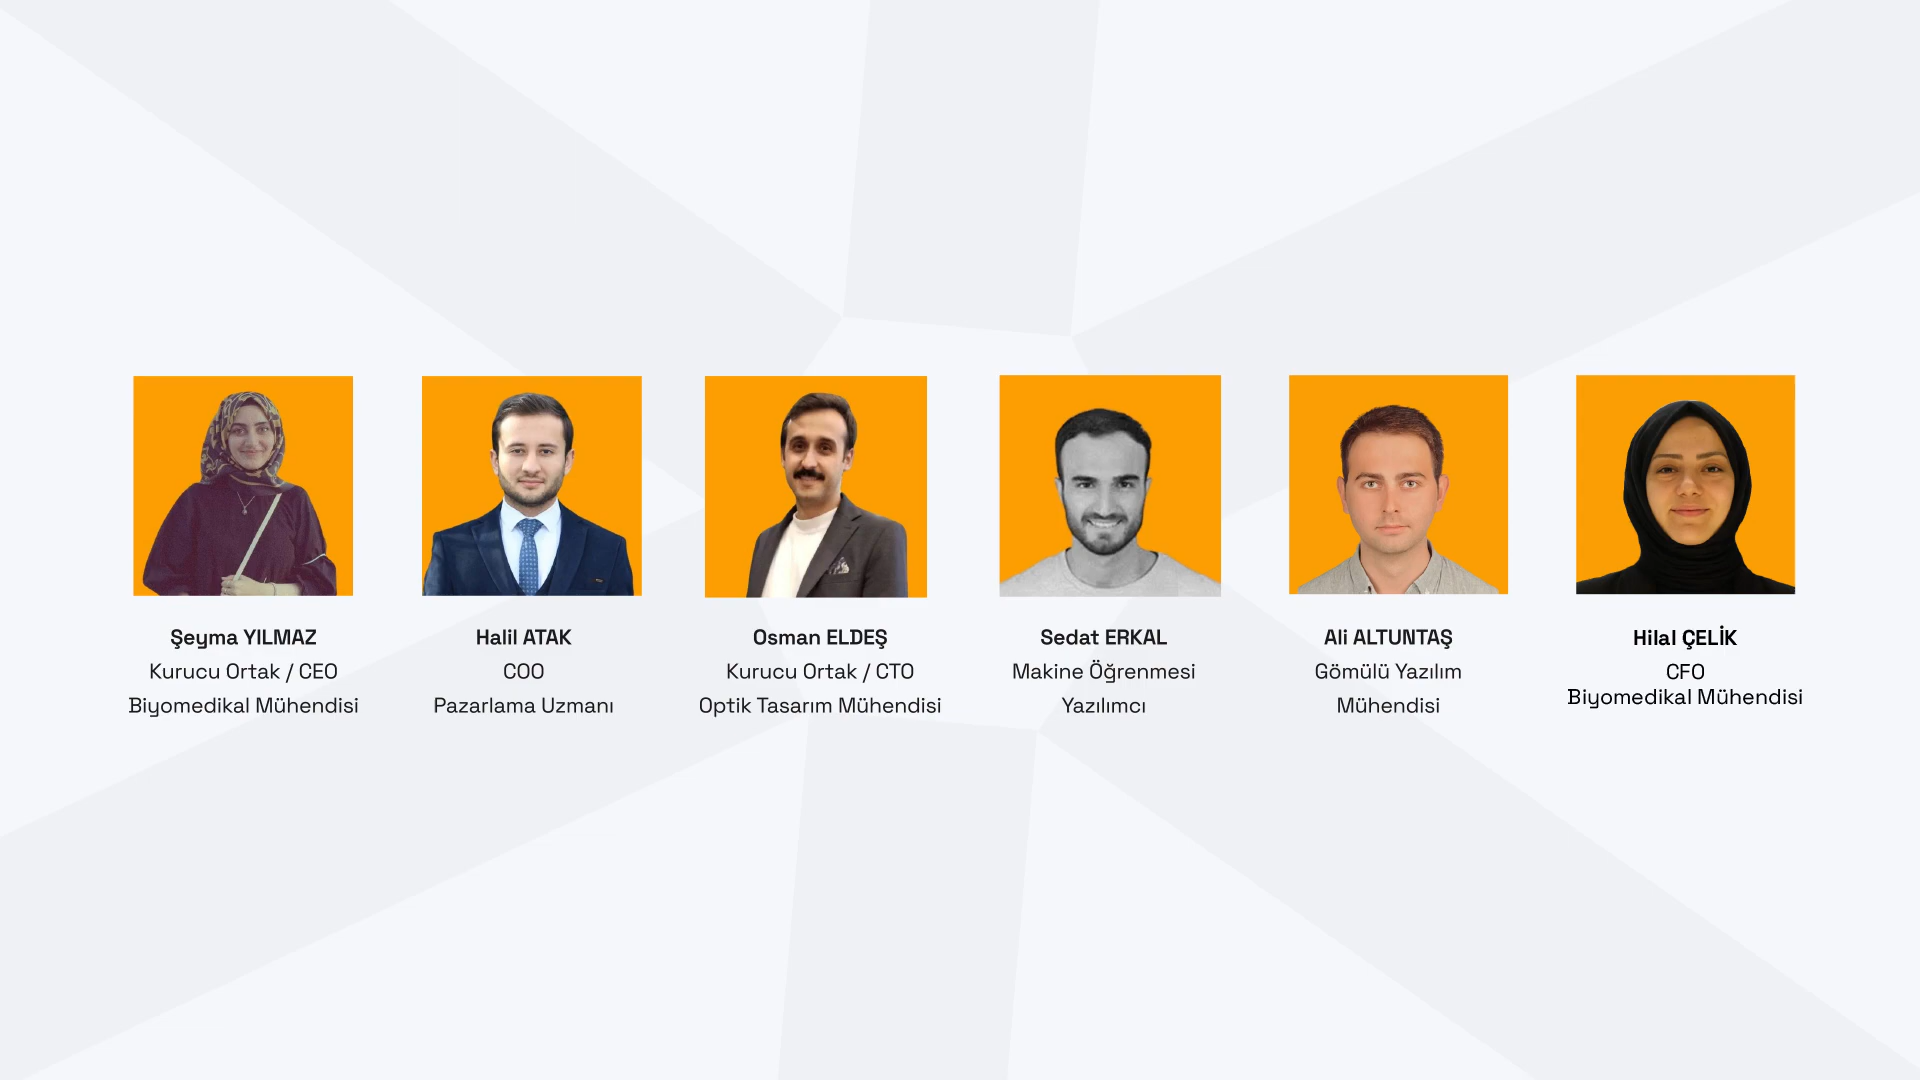 Şeyma YILMAZ
Kurucu Ortak / CEO
Biyomedikal Mühendisi
Halil ATAK
COO
Pazarlama Uzmanı
Osman ELDEŞ
Kurucu Ortak / CTO
Optik Tasarım Mühendisi
Sedat ERKAL
Makine Öğrenmesi
Yazılımcı
Ali ALTUNTAŞ
Gömülü Yazılım
Mühendisi
Hilal ÇELİK
CFO
Biyomedikal Mühendisi